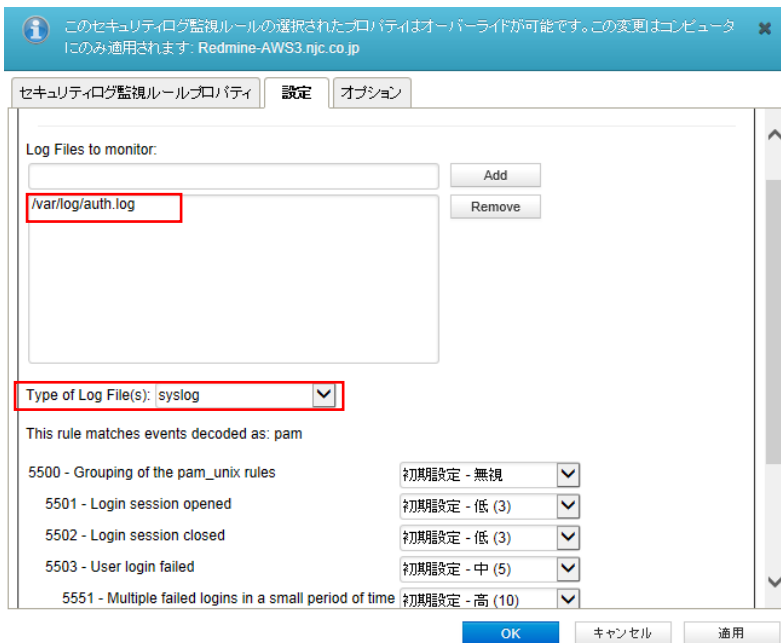 このセキュリティログ監視ルールの選択されたプロパティはオーバーライドが可能です。この変更はコンピュータ
にのみ適用されます: Redmine-AWS3.njc.co.jp
セキュリティログ監視ルールプロパティ 設定 オプション
Log Files to monitor:
Add
/var/log/auth.log
Remove
Type of Log File(s): syslog
This rule matches events decoded as: pam
5500 - Grouping of the pam_unix rules 初期設定 - 無視
5501 - Login session opened 初期設定 - 低 (3)
5502 - Login session closed 初期設定 - 低 (3)
5503 - User login failed 初期設定 - 中 (5)
5551 - Multiple failed logins in a small period of time 初期設定 - 高 (10)
OK キャンセル 適用